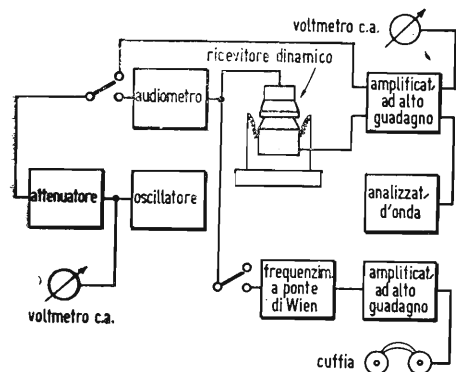 voltmetro c.a.
ricevitore dinamico
audiometro
amplificat.
ad alto
guadagno
attenuatore
oscillatore
analizzat.
d'onda
voltmetro c.a.
frequenzim.
a ponte
di Wien
amplificat.
ad alto
guadagno
cuffia